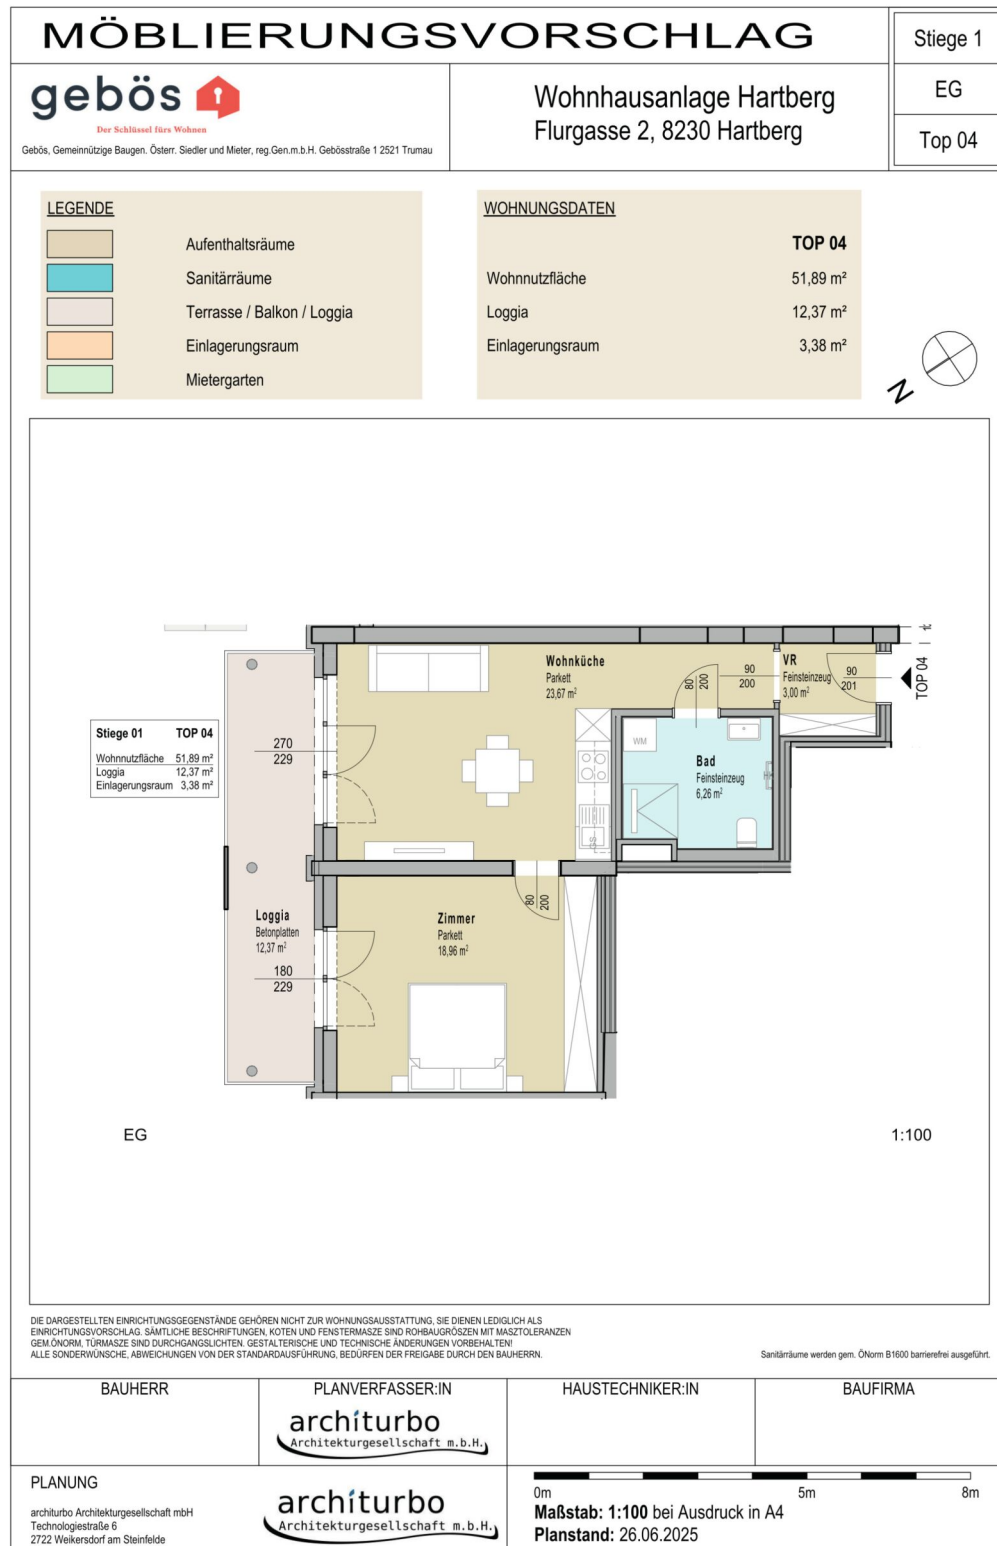 MÖBLIERUNGSVORSCHLAG
Stiege 1
EG
Top 04
gebös
Der Schlüssel fürs Wohnen
Gebös, Gemeinnützige Baugen. Österr. Siedler und Mieter, reg.Gen.m.b.H. Gebösstraße 1 2521 Trumau
Wohnhausanlage Hartberg
Flurgasse 2, 8230 Hartberg
LEGENDE
Aufenthaltsräume
Sanitärräume
Terrasse / Balkon / Loggia
Einlagerungsraum
Mietergarten
WOHNUNGSDATEN
TOP 04
Wohnnutzfläche 51,89 m²
Loggia 12,37 m²
Einlagerungsraum 3,38 m²
N
Wohnküche
Parkett
23,67 m²
VR
Feinsteinzeug
3,00 m²
90
200
90
201
80
200
TOP 04
Stiege 01 TOP 04
Wohnnutzfläche 51,89 m²
Loggia 12,37 m²
Einlagerungsraum 3,38 m²
270
229
WM
Bad
Feinsteinzeug
6,26 m²
GS
80
200
Loggia
Betonplatten
12,37 m²
Zimmer
Parkett
18,96 m²
180
229
EG
1:100
DIE DARGESTELLTEN EINRICHTUNGSGEGENSTÄNDE GEHÖREN NICHT ZUR WOHNUNGSAUSSTATTUNG, SIE DIENEN LEDIGLICH ALS
EINRICHTUNGSVORSCHLAG. SÄMTLICHE BESCHRIFTUNGEN, KOTEN UND FENSTERMASZE SIND ROHBAUGRÖSZEN MIT MASZTOLERANZEN
GEM.ÖNORM, TÜRMASZE SIND DURCHGANGSLICHTEN. GESTALTERISCHE UND TECHNISCHE ÄNDERUNGEN VORBEHALTEN!
ALLE SONDERWÜNSCHE, ABWEICHUNGEN VON DER STANDARDAUSFÜHRUNG, BEDÜRFEN DER FREIGABE DURCH DEN BAUHERRN.
Sanitärräume werden gem. ÖNorm B1600 barrierefrei ausgeführt.
BAUHERR
PLANVERFASSER:IN
architurbo
Architekturgesellschaft m.b.H.
HAUSTECHNIKER:IN
BAUFIRMA
PLANUNG
architurbo Architekturgesellschaft mbH
Technologiestraße 6
2722 Weikersdorf am Steinfelde
architurbo
Architekturgesellschaft m.b.H.
0m 5m 8m
Maßstab: 1:100 bei Ausdruck in A4
Planstand: 26.06.2025